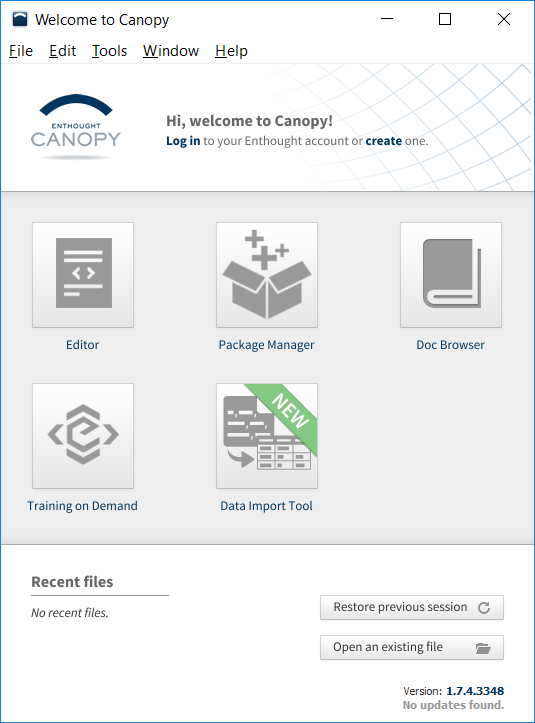 Welcome to Canopy
File Edit Tools Window Help
ENTHOUGHT
CANOPY
Hi, welcome to Canopy!
Log in to your Enthought account or create one.
Editor
Package Manager
Doc Browser
NEW
Training on Demand
Data Import Tool
Recent files
No recent files.
Restore previous session
Open an existing file
Version: 1.7.4.3348
No updates found.